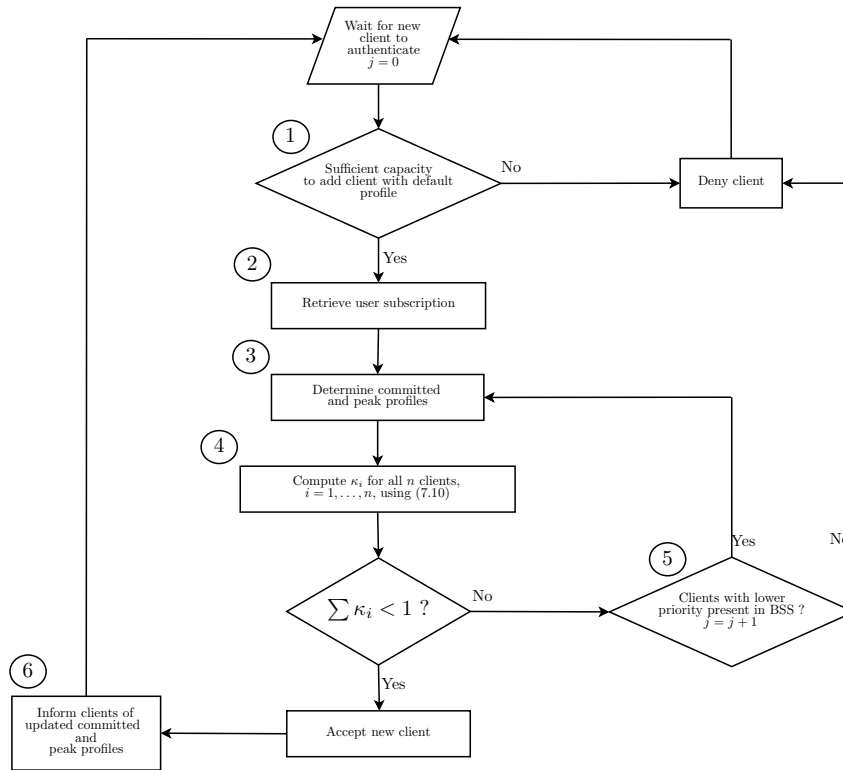 Wait for new
client to
authenticate
j = 0
1
Sufficient capacity
to add client with default
profile
No
Deny client
Yes
2
Retrieve user subscription
3
Determine committed
and peak profiles
4
Compute κᵢ for all n clients,
i = 1, . . . , n, using (7.10)
Yes
No
5
∑ κᵢ < 1 ?
No
Clients with lower
priority present in BSS ?
j = j + 1
Yes
6
Inform clients of
updated committed
and
peak profiles
Accept new client